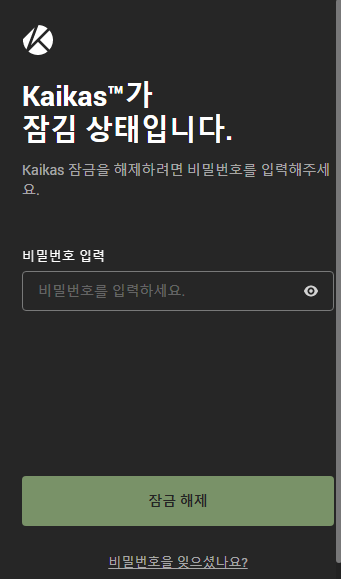 Kaikas™가
잠김 상태입니다.
Kaikas 잠금을 해제하려면 비밀번호를 입력해주세
요.
비밀번호 입력
비밀번호를 입력하세요.
잠금 해제
비밀번호을 잊으셨나요?